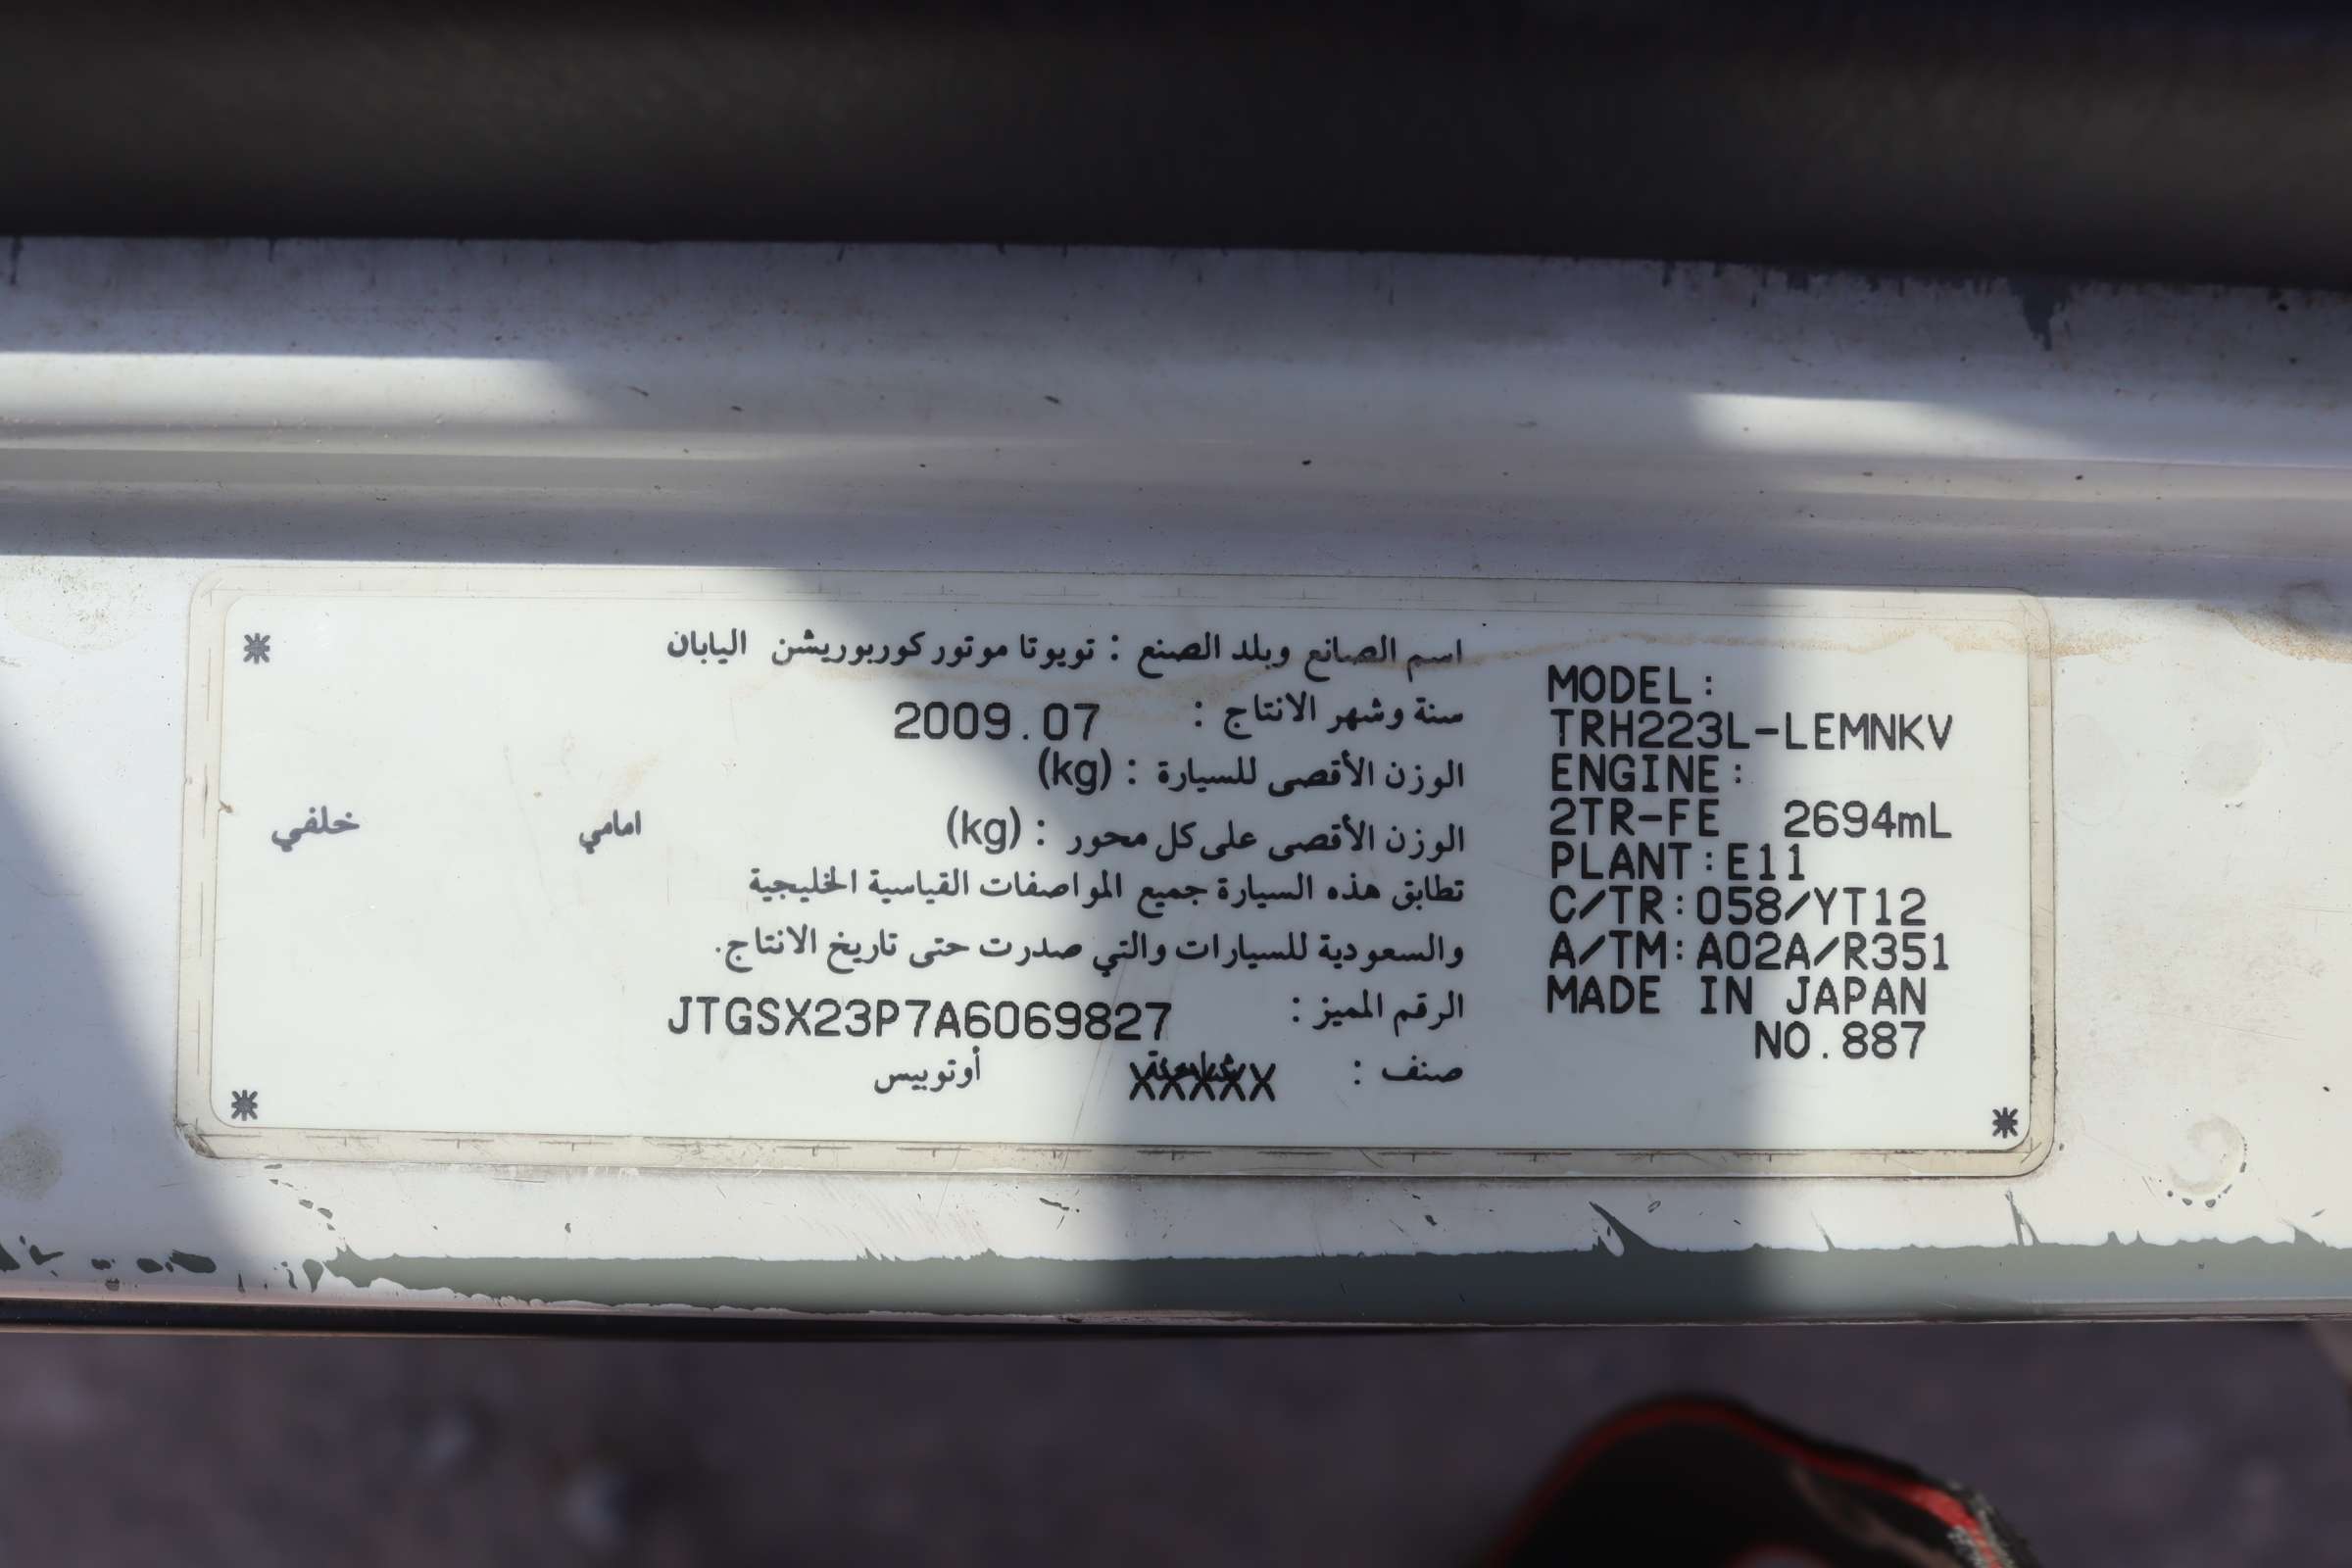 اسم الصانع وبلد الصنع : تويوتا موتور كوربوريشن اليابان
سنة وشهر الانتاج : 2009.07
الوزن الأقصى للسيارة : (kg)
الوزن الأقصى على كل محور : (kg) امامي خلفي
تطابق هذه السيارة جميع المواصفات القياسية الخليجية
والسعودية للسيارات والتي صدرت حتى تاريخ الانتاج.
الرقم المميز : JTGSX23P7A6069827
صنف : XXXXX أوتوبيس
MODEL:
TRH223L-LEMNKV
ENGINE:
2TR-FE 2694mL
PLANT:E11
C/TR:058/YT12
A/TM:A02A/R351
MADE IN JAPAN
NO.887